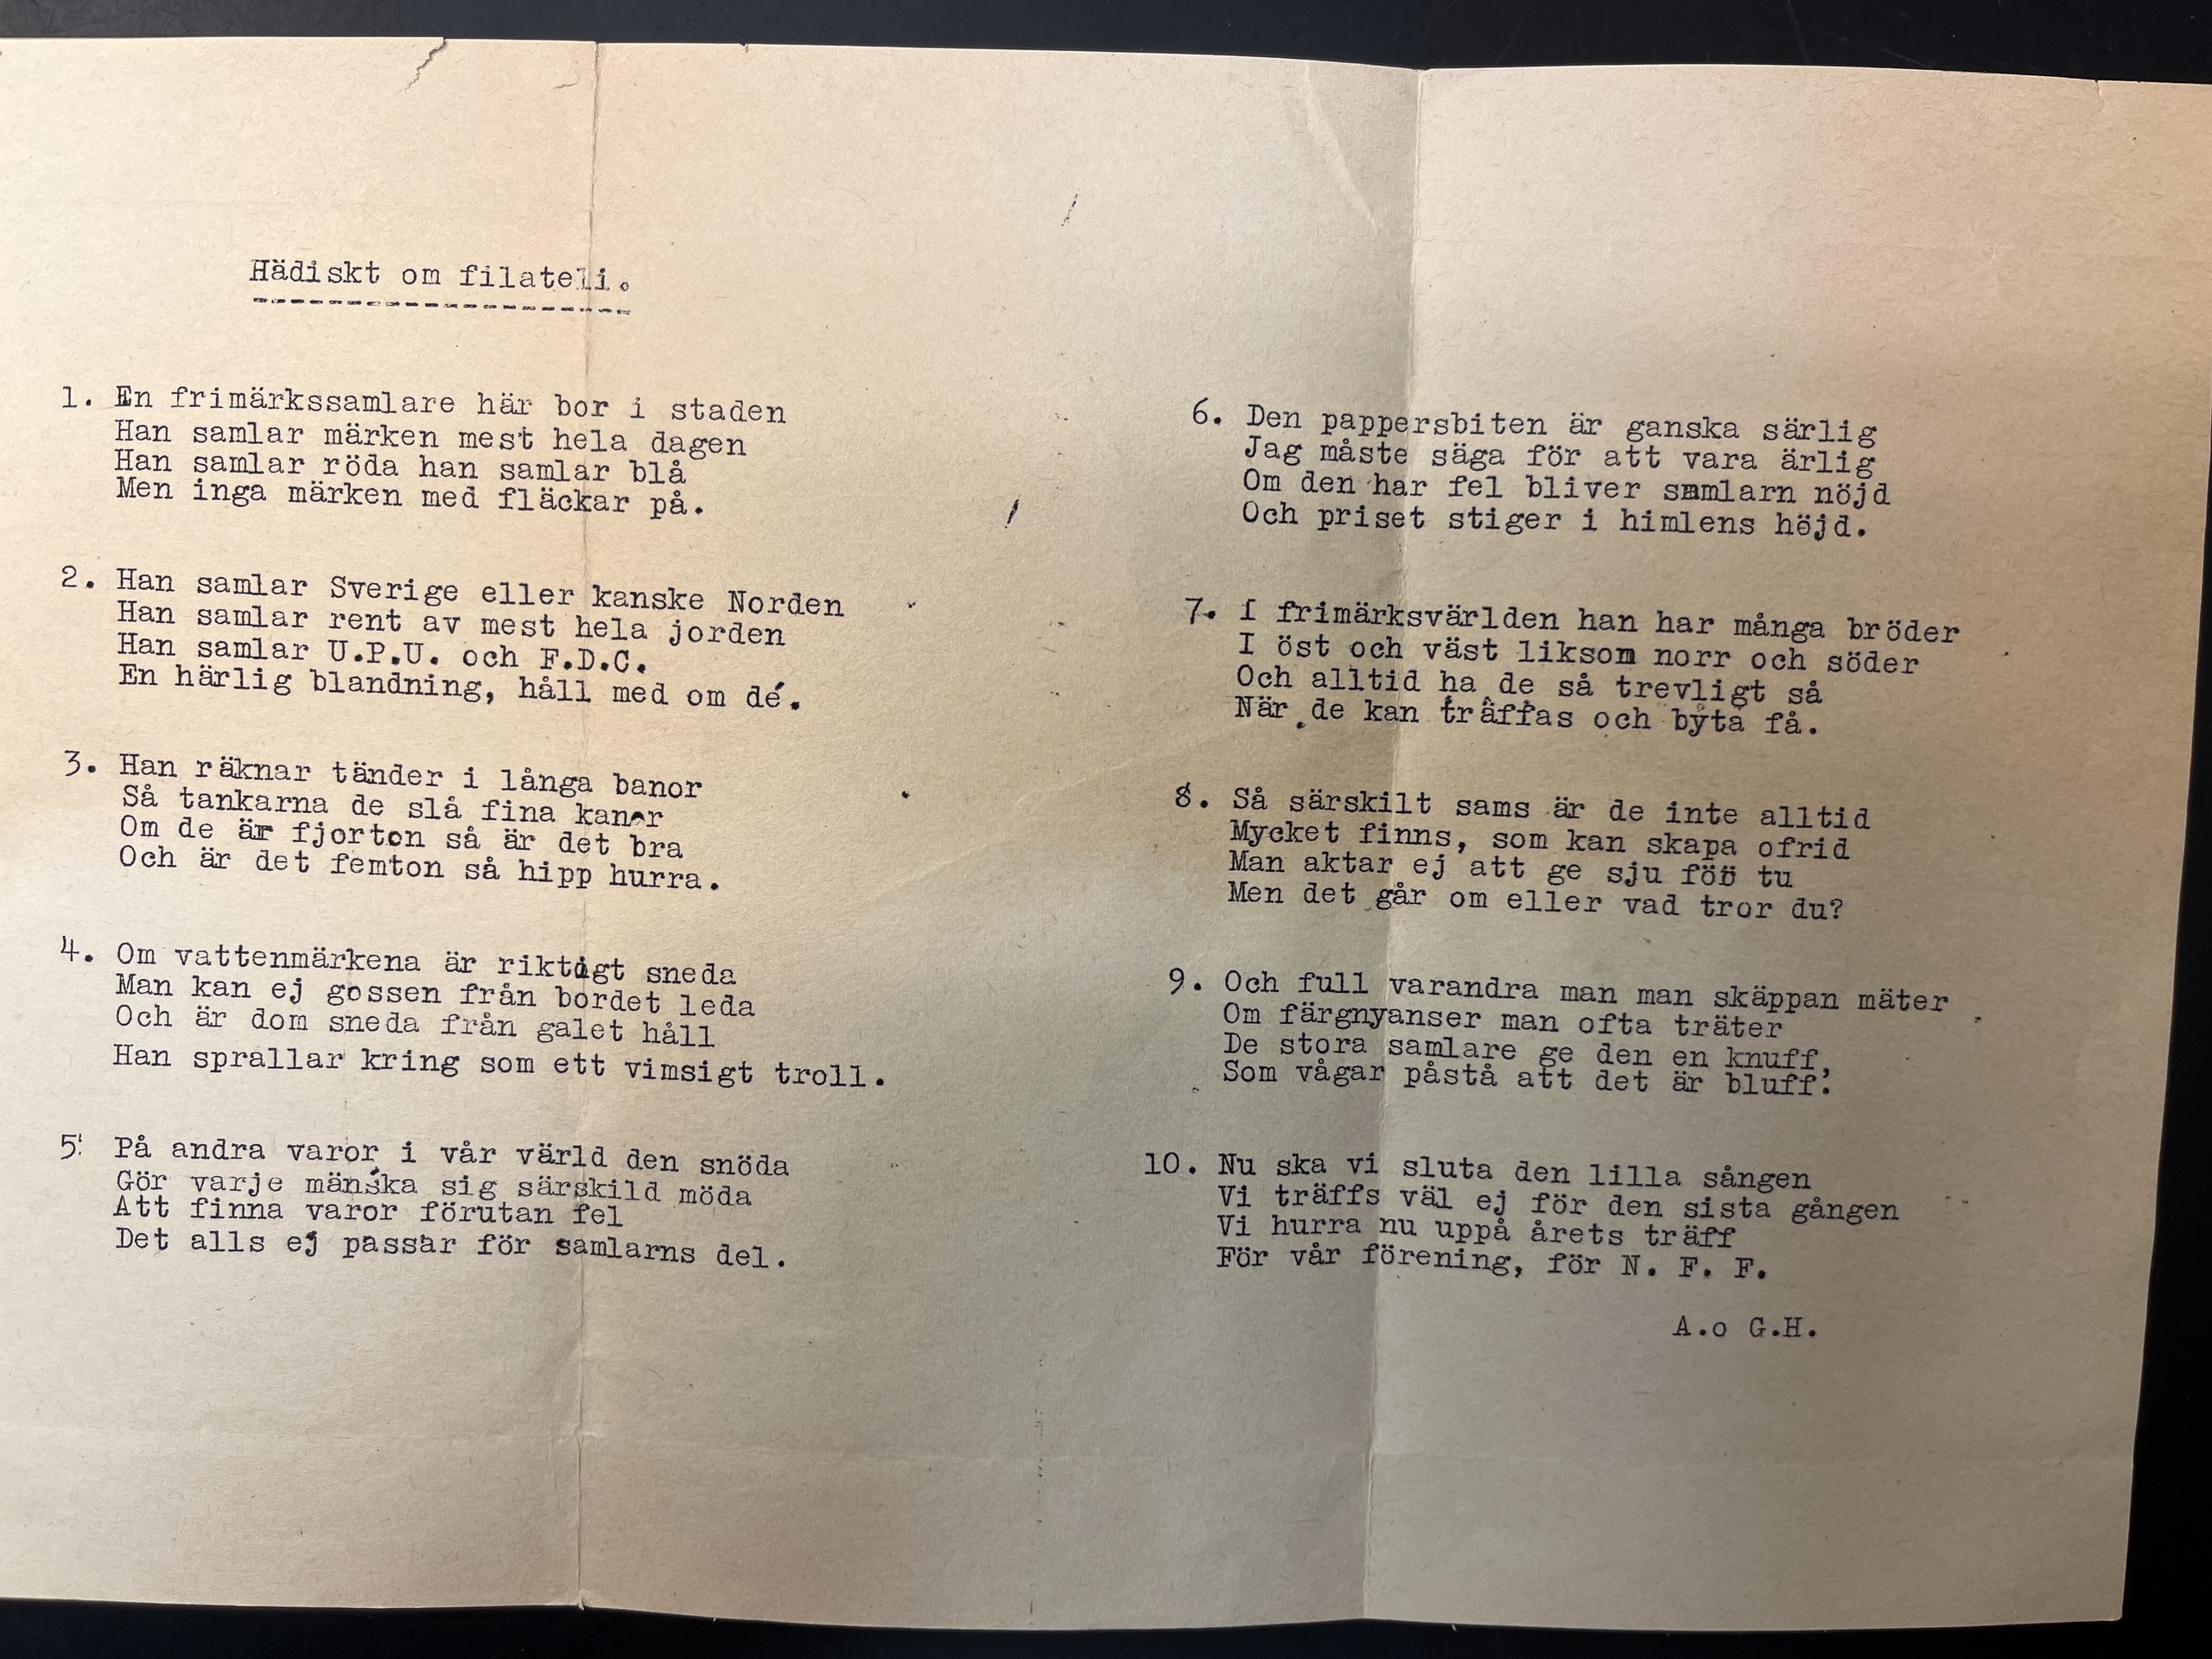 Hädiskt om filateli.
1. En frimärkssamlare här bor i staden
Han samlar märken mest hela dagen
Han samlar röda han samlar blå
Men inga märken med fläckar på.
2. Han samlar Sverige eller kanske Norden
Han samlar rent av mest hela jorden
Han samlar U.P.U. och F.D.C.
En härlig blandning, håll med om dé.
3. Han räknar tänder i långa banor
Så tankarna de slå fina kanor
Om de är fjorton så är det bra
Och är det femton så hipp hurra.
4. Om vattenmärkena är riktigt sneda
Man kan ej gossen från bordet leda
Och är dom sneda från galet håll
Han sprallar kring som ett vimsigt troll.
5. På andra varor i vår värld den snöda
Gör varje mänska sig särskild möda
Att finna varor förutan fel
Det alls ej passar för samlarns del.
6. Den pappersbiten är ganska särlig
Jag måste säga för att vara ärlig
Om den har fel bliver samlarn nöjd
Och priset stiger i himlens höjd.
7. I frimärksvärlden han har många bröder
I öst och väst liksom norr och söder
Och alltid ha de så trevligt så
När de kan träffas och byta få.
8. Så särskilt sams är de inte alltid
Mycket finns, som kan skapa ofrid
Man aktar ej att ge sju för tu
Men det går om eller vad tror du?
9. Och full varandra man man skäppan mäter
Om färgnyanser man ofta träter
De stora samlare ge den en knuff,
Som vågar påstå att det är bluff.
10. Nu ska vi sluta den lilla sången
Vi träffs väl ej för den sista gången
Vi hurra nu uppå årets träff
För vår förening, för N. F. F.
A.o G.H.